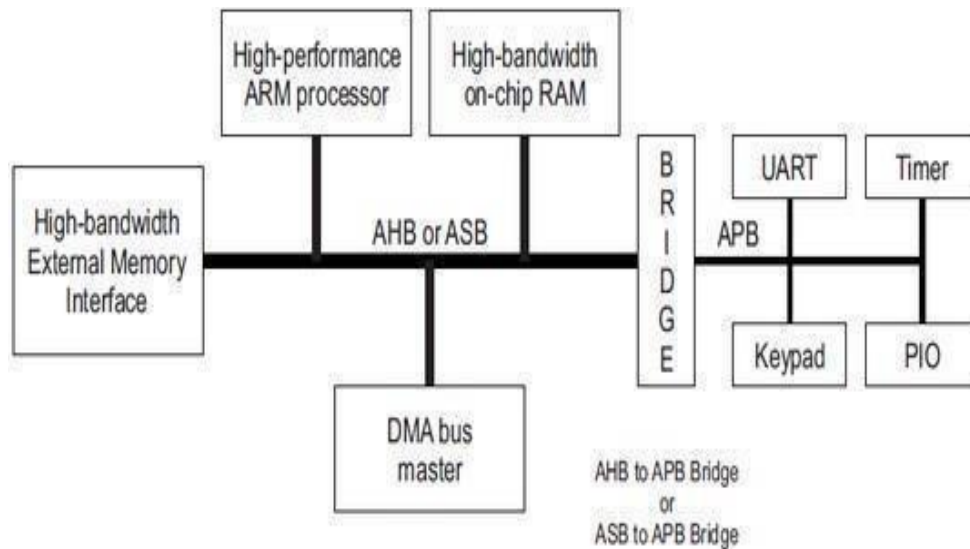 High-performance
ARM processor
High-bandwidth
on-chip RAM
High-bandwidth
External Memory
Interface
AHB or ASB
B
R
I
D
G
E
APB
UART
Timer
Keypad
PIO
DMA bus
master
AHB to APB Bridge
or
ASB to APB Bridge